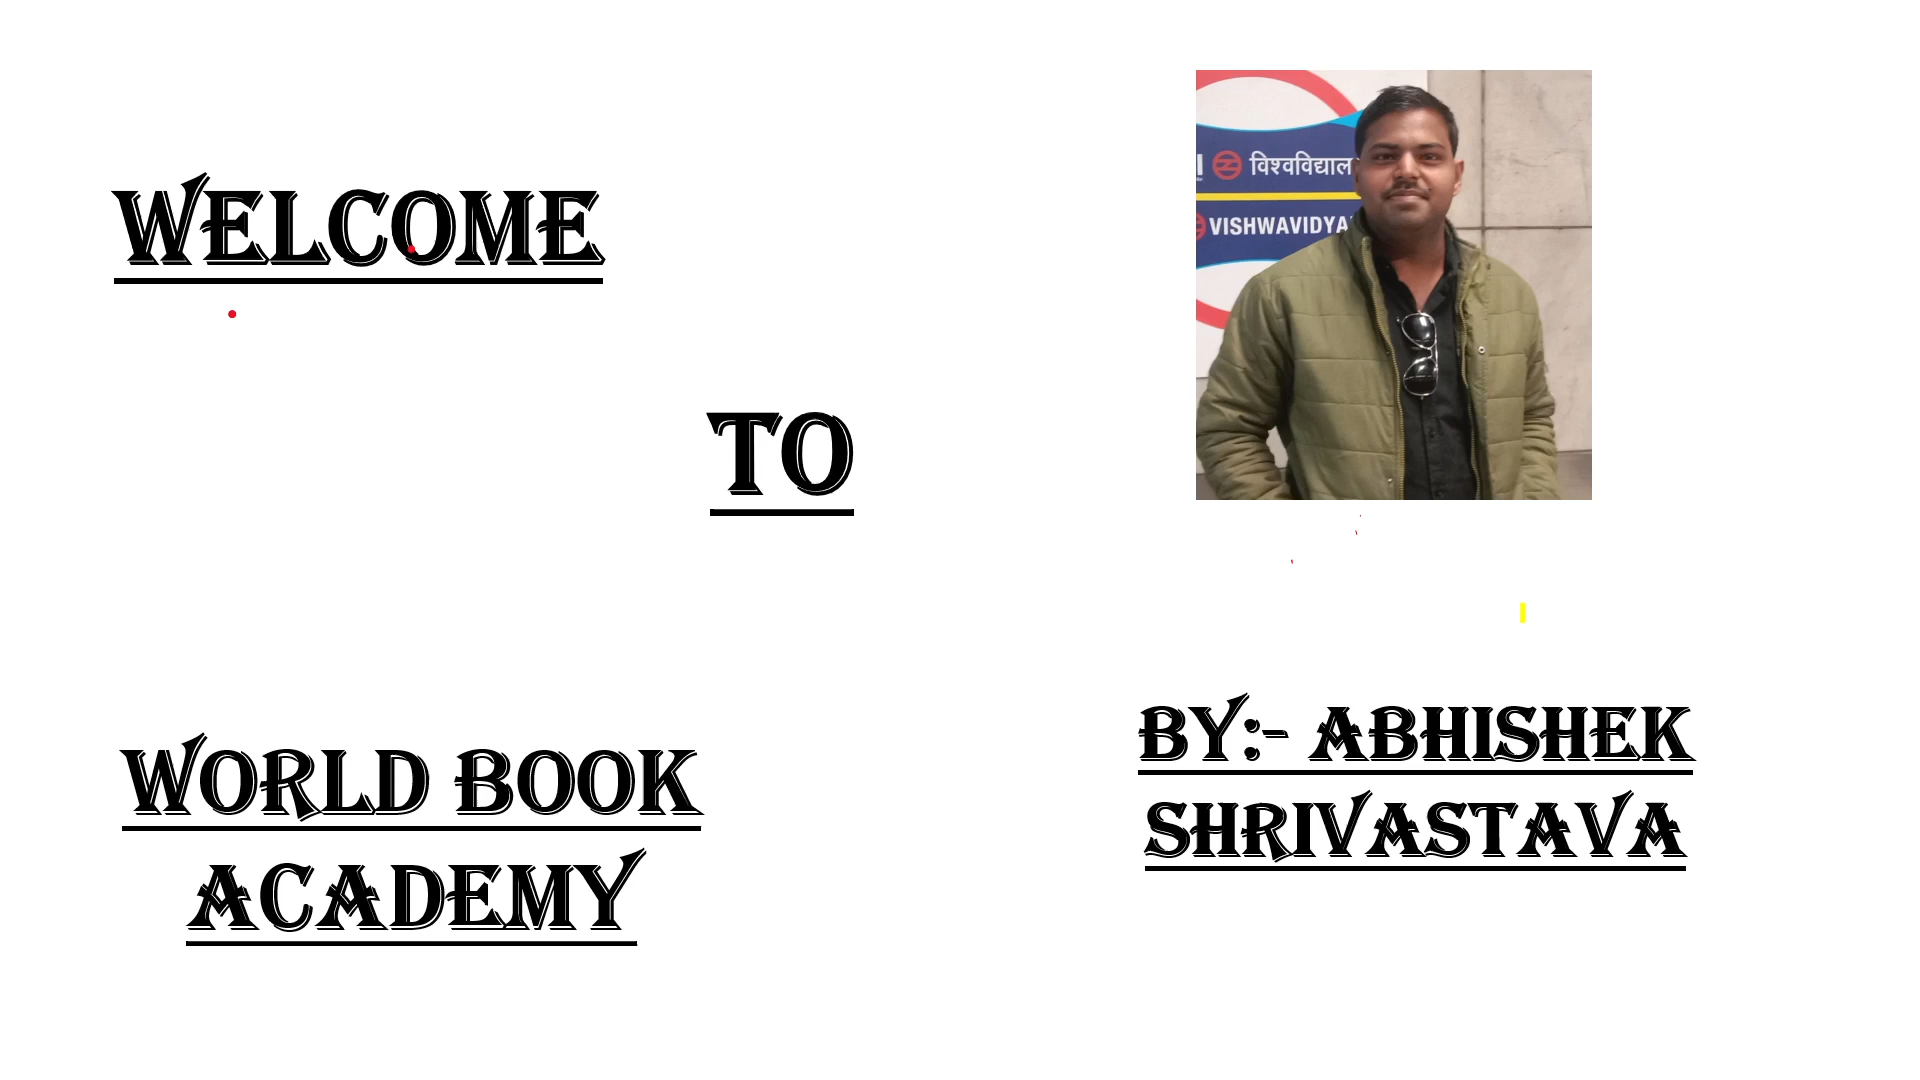 WELCOME
TO
WORLD BOOK
ACADEMY
विश्वविद्याल
VISHWAVIDYA
BY:- ABHISHEK
SHRIVASTAVA